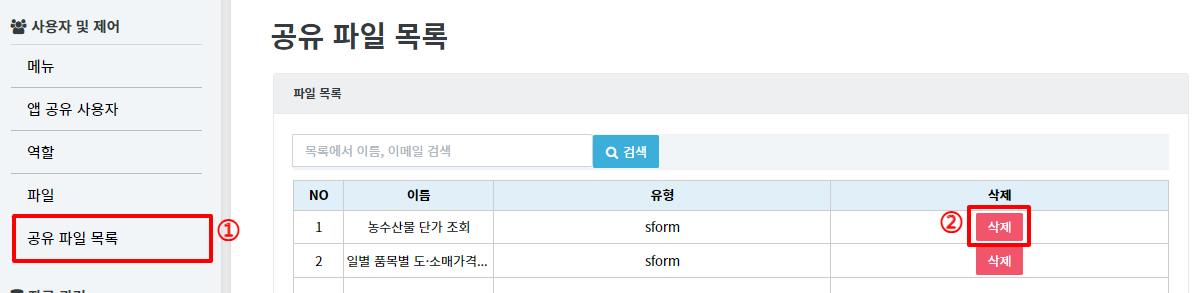 사용자 및 제어
메뉴
앱 공유 사용자
역할
파일
공유 파일 목록
①
공유 파일 목록
파일 목록
목록에서 이름, 이메일 검색
검색
NO 이름 유형 삭제
1 농수산물 단가 조회 sform ② 삭제
2 일별 품목별 도·소매가격... sform 삭제